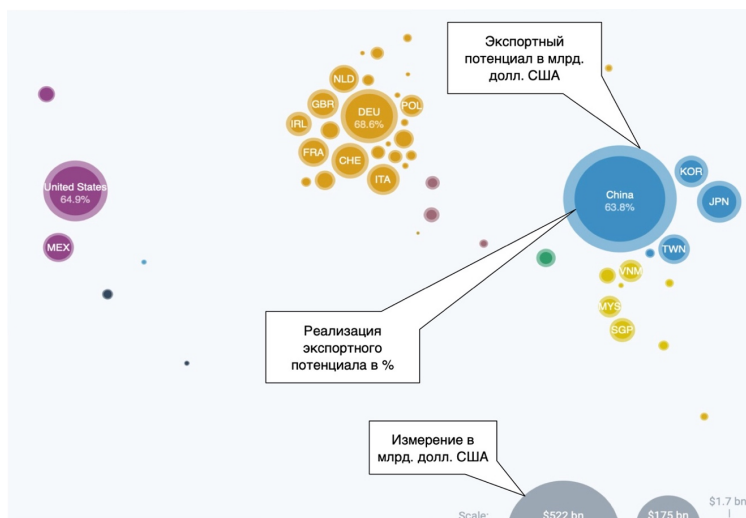 Экспортный
потенциал в млрд.
долл. США
NLD
GBR
DEU
68.6%
POL
IRL
FRA
CHE
ITA
United States
64.9%
MEX
China
63.8%
KOR
JPN
TWN
VNM
MYS
SGP
Реализация
экспортного
потенциала в %
Измерение в
млрд. долл. США
Scale:
$522 bn
$175 bn
$1.7 bn